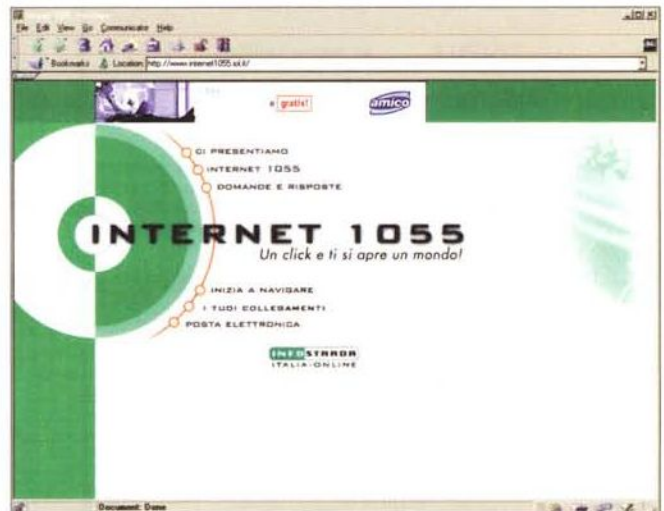 File Edit View Go Communicator Help
Bookmarks Location http://www.internet1055.iol.it/
e gratis! amico
CI PRESENTIAMO
INTERNET 1055
DOMANDE E RISPOSTE
INTERNET 1055
Un click e ti si apre un mondo!
INIZIA A NAVIGARE
I TUOI COLLEGAMENTI
POSTA ELETTRONICA
INFOSTRADA
ITALIA-ONLINE
Document: Done